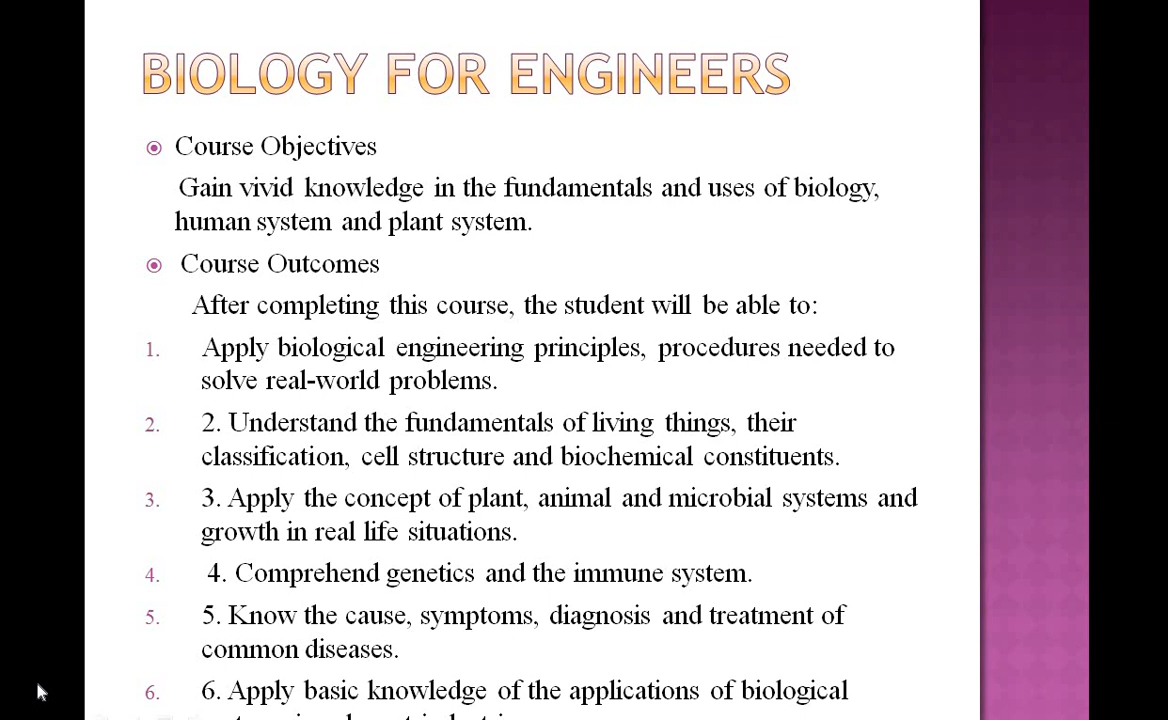 BIOLOGY FOR ENGINEERS
Course Objectives
Gain vivid knowledge in the fundamentals and uses of biology,
human system and plant system.
Course Outcomes
After completing this course, the student will be able to:
1. Apply biological engineering principles, procedures needed to
solve real-world problems.
2. 2. Understand the fundamentals of living things, their
classification, cell structure and biochemical constituents.
3. 3. Apply the concept of plant, animal and microbial systems and
growth in real life situations.
4. 4. Comprehend genetics and the immune system.
5. 5. Know the cause, symptoms, diagnosis and treatment of
common diseases.
6. 6. Apply basic knowledge of the applications of biological